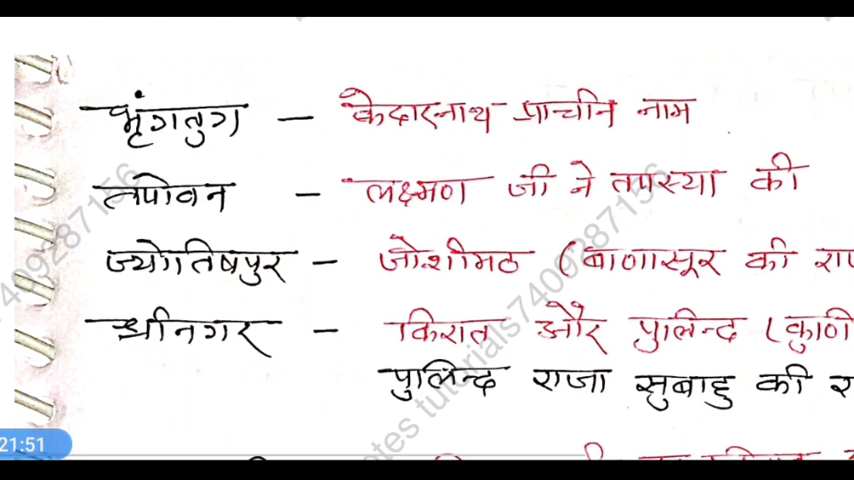 भृंगतुग - केदारनाथ प्राचीन नाम
तपोवन - लक्ष्मण जी ने तपस्या की
ज्योतिषपुर - जोशीमठ (बाणासूर की
श्रीनगर - किरात और पुलिन्द (कुणी
पुलिन्द राजा सुबाहु की
21:51